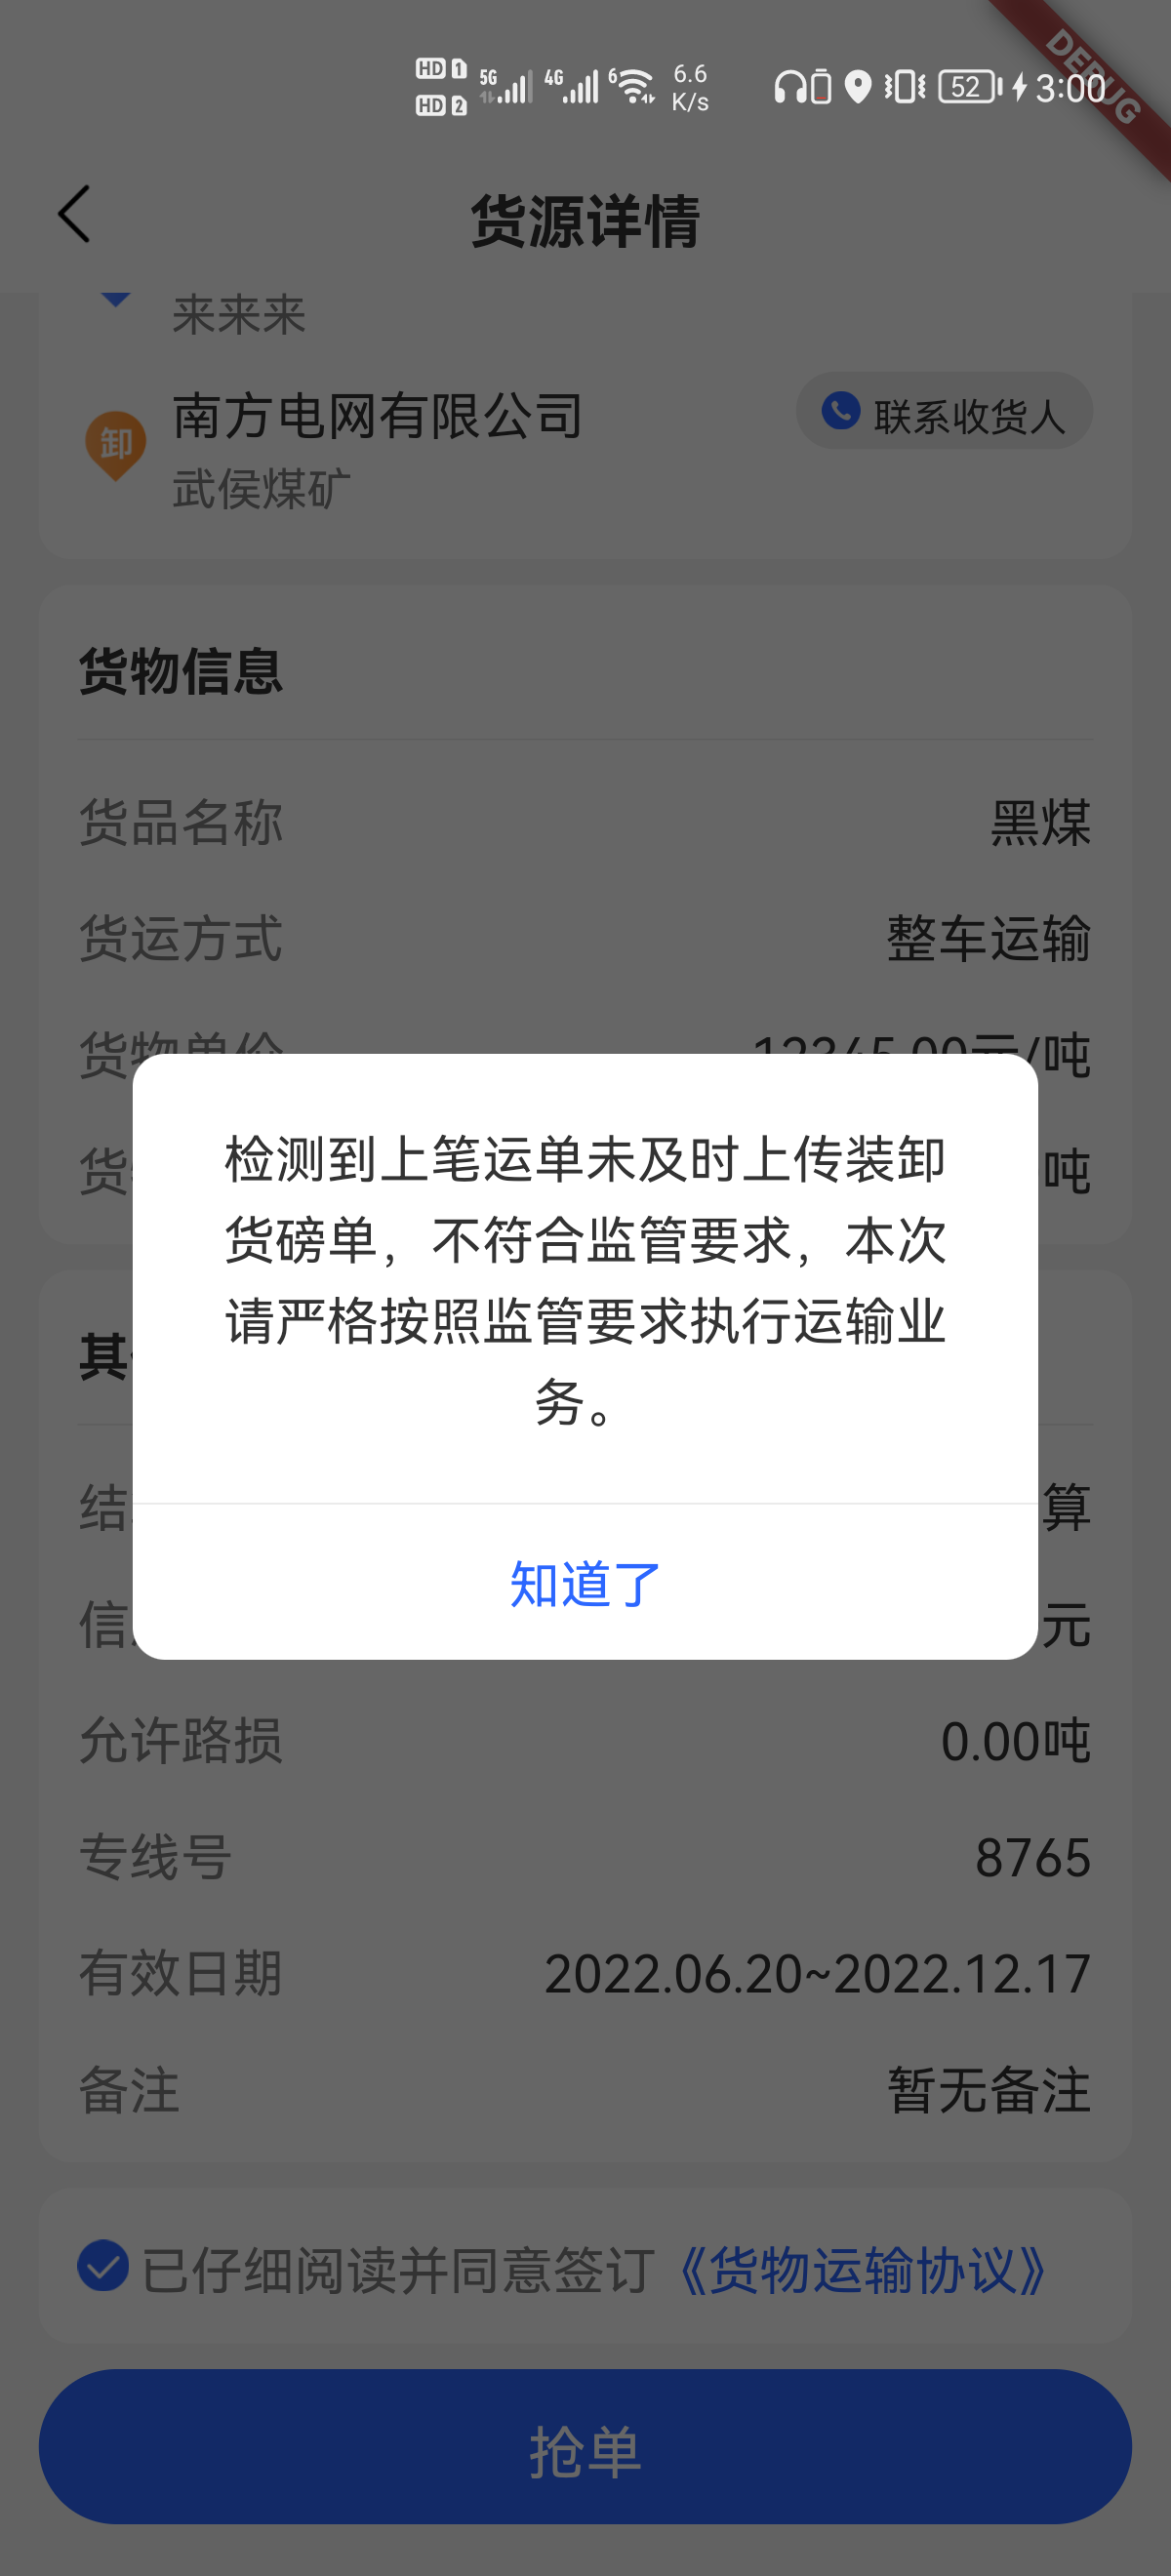 HD 1 HD 2 5G 4G 6 6.6 K/s 52 3:00
DEBUG
货源详情
来来来
卸 南方电网有限公司 联系收货人
武侯煤矿
货物信息
货品名称 黑煤
货运方式 整车运输
货物单价 12345.00元/吨
货 吨
检测到上笔运单未及时上传装卸
货磅单，不符合监管要求，本次
请严格按照监管要求执行运输业
务。
知道了
其
结 算
信 元
允许路损 0.00吨
专线号 8765
有效日期 2022.06.20~2022.12.17
备注 暂无备注
已仔细阅读并同意签订《货物运输协议》
抢单